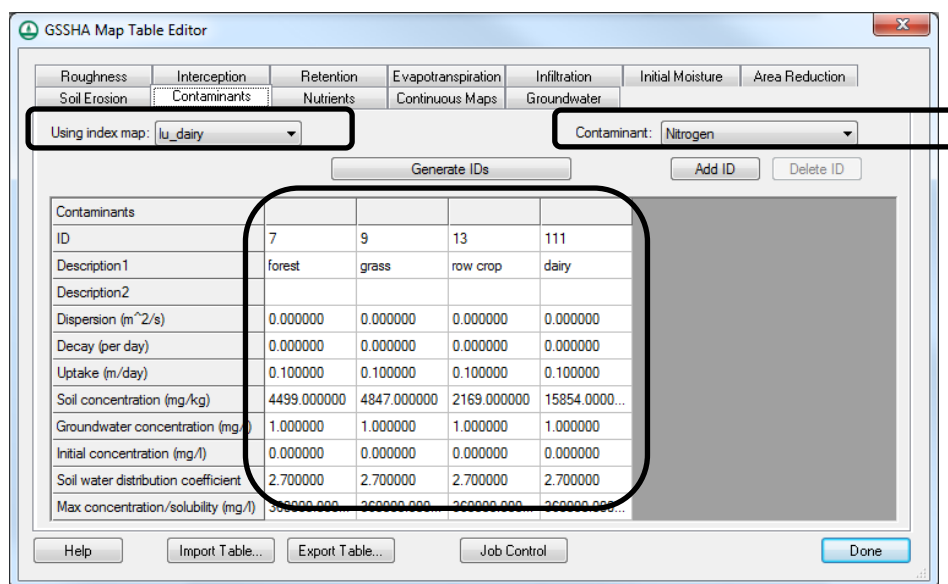 GSSHA Map Table Editor
Roughness Interception Retention Evapotranspiration Infiltration Initial Moisture Area Reduction
Soil Erosion Contaminants Nutrients Continuous Maps Groundwater
Using index map: lu_dairy Contaminant: Nitrogen
Generate IDs Add ID Delete ID
Contaminants
ID 7 9 13 111
Description1 forest grass row crop dairy
Description2
Dispersion (m^2/s) 0.000000 0.000000 0.000000 0.000000
Decay (per day) 0.000000 0.000000 0.000000 0.000000
Uptake (m/day) 0.100000 0.100000 0.100000 0.100000
Soil concentration (mg/kg) 4499.000000 4847.000000 2169.000000 15854.0000...
Groundwater concentration (mg/l) 1.000000 1.000000 1.000000 1.000000
Initial concentration (mg/l) 0.000000 0.000000 0.000000 0.000000
Soil water distribution coefficient 2.700000 2.700000 2.700000 2.700000
Max concentration/solubility (mg/l)
Help Import Table... Export Table... Job Control Done